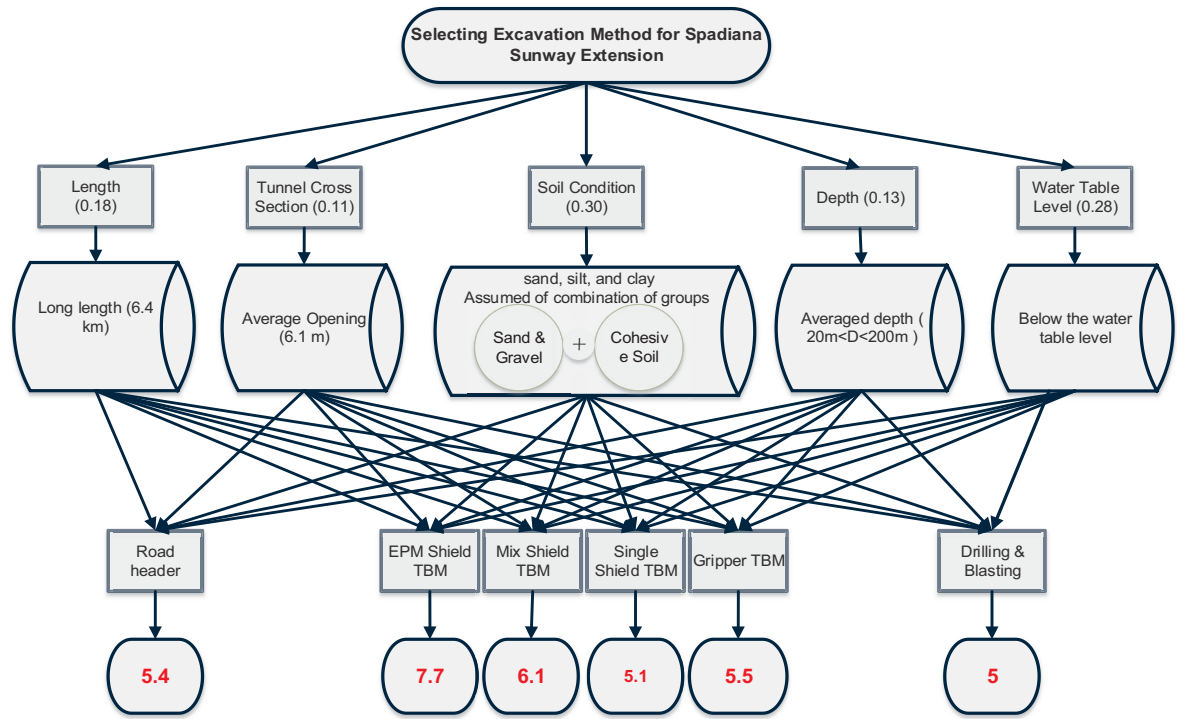 Selecting Excavation Method for Spadiana
Sunway Extension
Length
(0.18)
Tunnel Cross
Section (0.11)
Soil Condition
(0.30)
Depth (0.13)
Water Table
Level (0.28)
Long length (6.4
km)
Average Opening
(6.1 m)
sand, silt, and clay
Assumed of combination of groups
Sand &
Gravel
+
Cohesiv
e Soil
Averaged depth (
20m<D<200m )
Below the water
table level
Road
header
EPM Shield
TBM
Mix Shield
TBM
Single
Shield TBM
Gripper TBM
Drilling &
Blasting
5.4
7.7
6.1
5.1
5.5
5